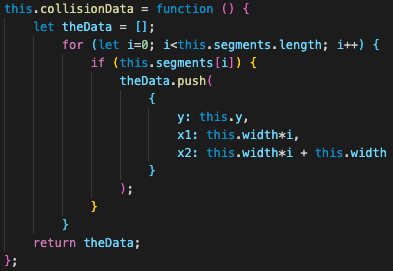 this.collisionData = function () {
    let theData = [];
        for (let i=0; i<this.segments.length; i++) {
            if (this.segments[i]) {
                theData.push(
                    {
                        y: this.y,
                        x1: this.width*i,
                        x2: this.width*i + this.width
                    }
                );
            }
        }
    return theData;
};